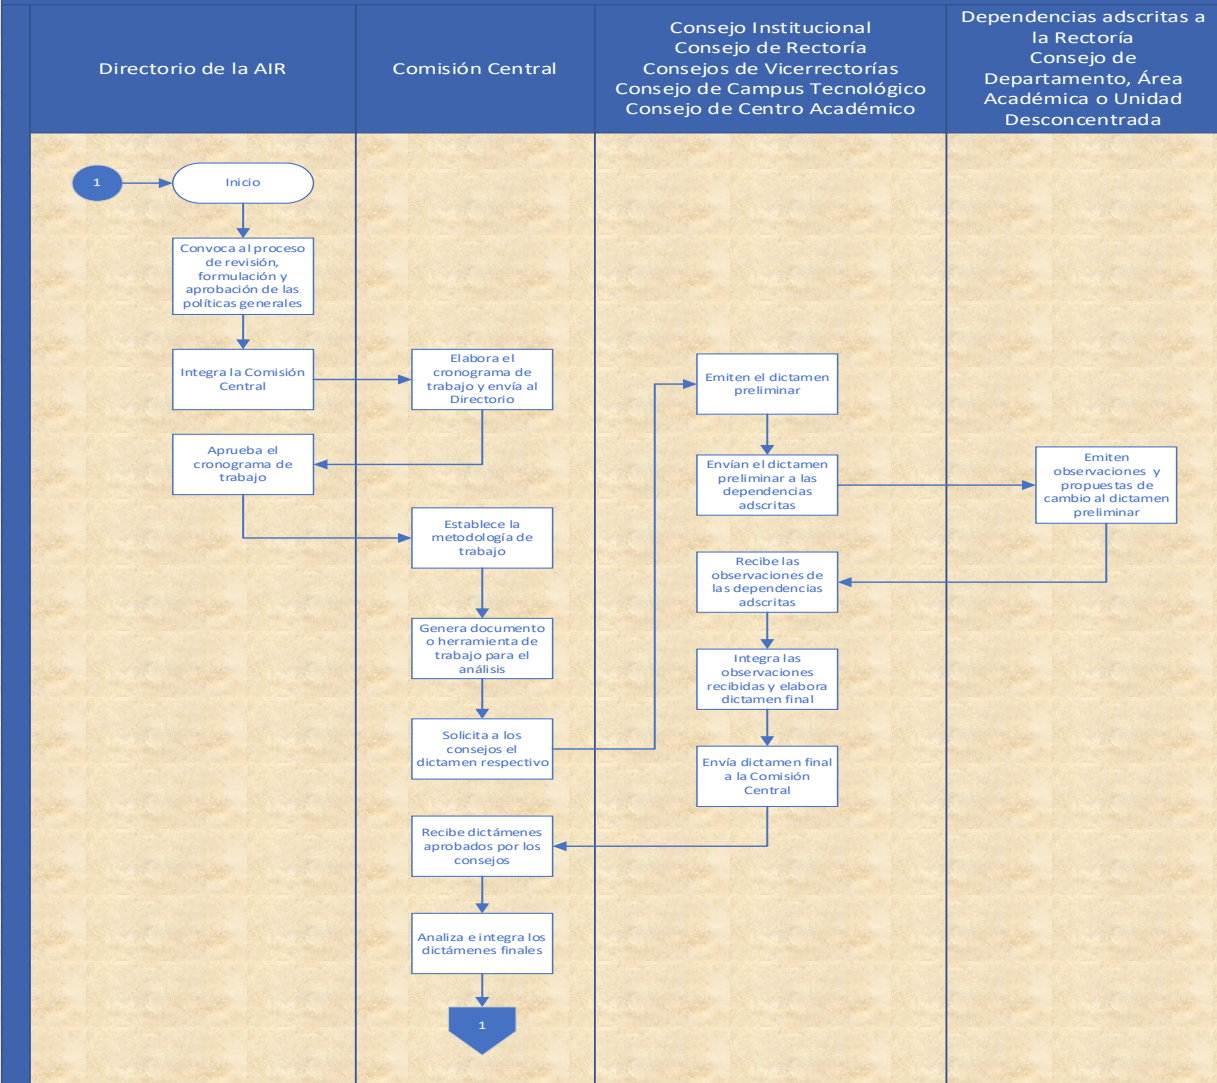 Directorio de la AIR
Comisión Central
Consejo Institucional
Consejo de Rectoría
Consejos de Vicerrectorías
Consejo de Campus Tecnológico
Consejo de Centro Académico
Dependencias adscritas a
la Rectoría
Consejo de
Departamento, Área
Académica o Unidad
Desconcentrada
1
Inicio
Convoca al proceso
de revisión,
formulación y
aprobación de las
políticas generales
Integra la Comisión
Central
Elabora el
cronograma de
trabajo y envía al
Directorio
Aprueba el
cronograma de
trabajo
Establece la
metodología de
trabajo
Genera documento
o herramienta de
trabajo para el
análisis
Solicita a los
consejos el
dictamen respectivo
Emiten el dictamen
preliminar
Envían el dictamen
preliminar a las
dependencias
adscritas
Emiten
observaciones y
propuestas de
cambio al dictamen
preliminar
Recibe las
observaciones de
las dependencias
adscritas
Integra las
observaciones
recibidas y elabora
dictamen final
Envía dictamen final
a la Comisión
Central
Recibe dictámenes
aprobados por los
consejos
Analiza e integra los
dictámenes finales
1